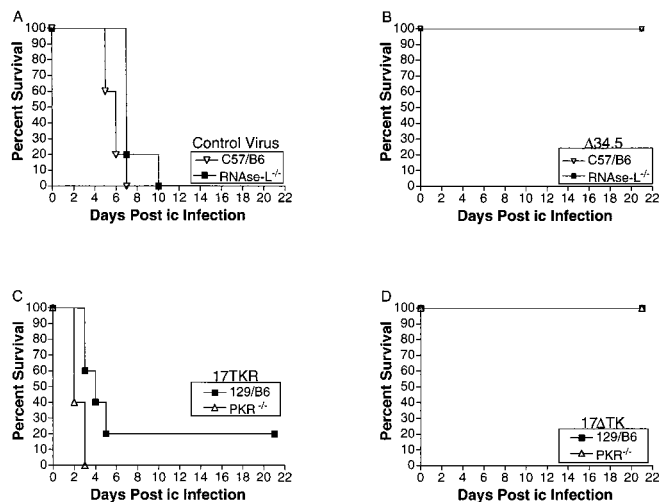 A
Percent Survival
100
90
80
70
60
50
40
30
20
10
0
Control Virus
C57/B6
RNAse-L-/-
0 2 4 6 8 10 12 14 16 18 20 22
Days Post ic Infection
B
Percent Survival
100
90
80
70
60
50
40
30
20
10
0
Δ34.5
C57/B6
RNAse-L-/-
0 2 4 6 8 10 12 14 16 18 20 22
Days Post ic Infection
C
Percent Survival
100
90
80
70
60
50
40
30
20
10
0
17TKR
129/B6
PKR-/-
0 2 4 6 8 10 12 14 16 18 20 22
Days Post ic Infection
D
Percent Survival
100
90
80
70
60
50
40
30
20
10
0
17ΔTK
129/B6
PKR-/-
0 2 4 6 8 10 12 14 16 18 20 22
Days Post ic Infection